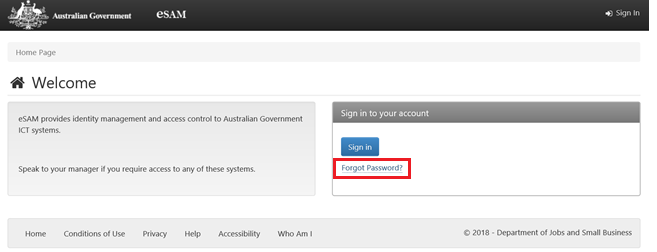 Australian Government eSAM Sign In
Home Page
Welcome
eSAM provides identity management and access control to Australian Government
ICT systems.
Speak to your manager if you require access to any of these systems.
Sign in to your account
Sign in
Forgot Password?
Home Conditions of Use Privacy Help Accessibility Who Am I © 2018 - Department of Jobs and Small Business